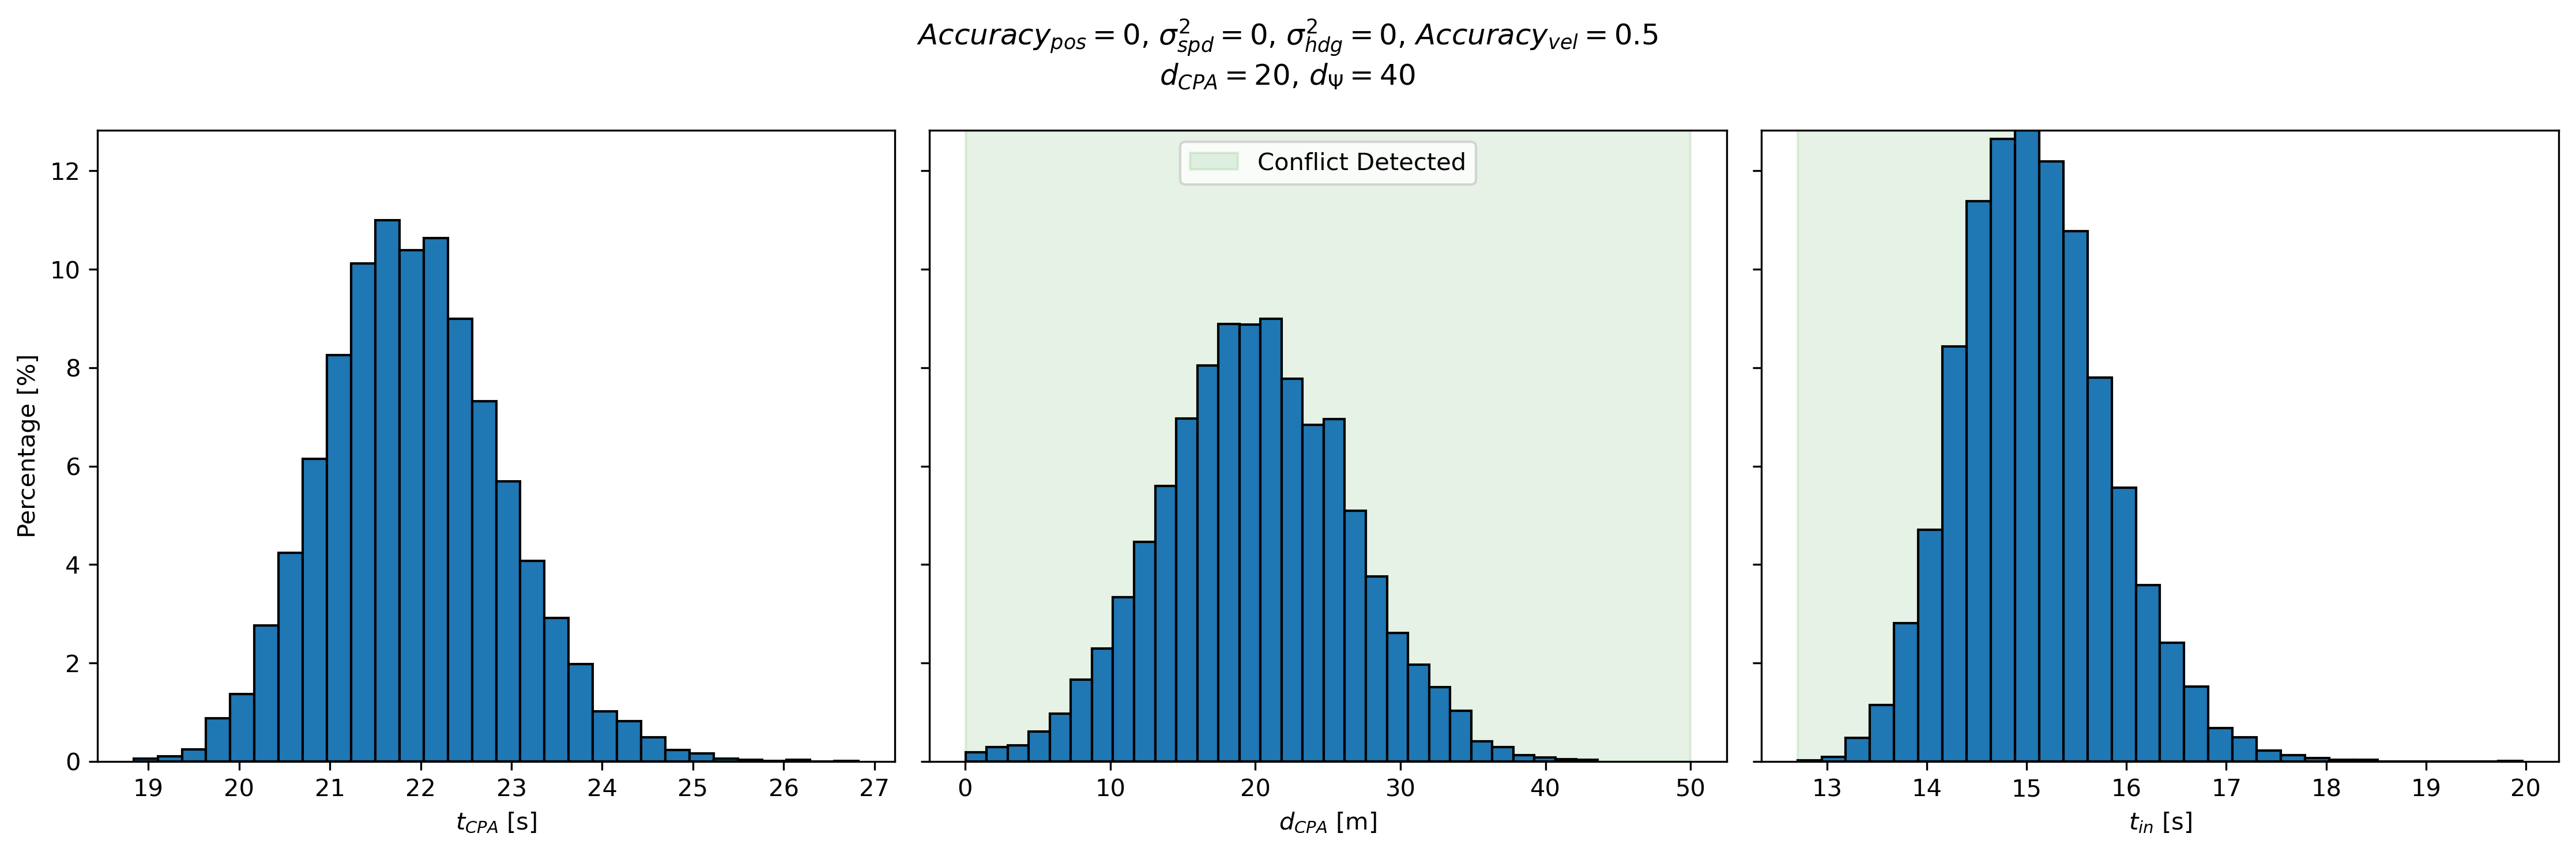 Accuracy_pos = 0, σ²_spd = 0, σ²_hdg = 0, Accuracy_vel = 0.5
d_CPA = 20, d_Ψ = 40
Percentage [%]
12
10
8
6
4
2
0
19 20 21 22 23 24 25 26 27
t_CPA [s]
Conflict Detected
0 10 20 30 40 50
d_CPA [m]
13 14 15 16 17 18 19 20
t_in [s]